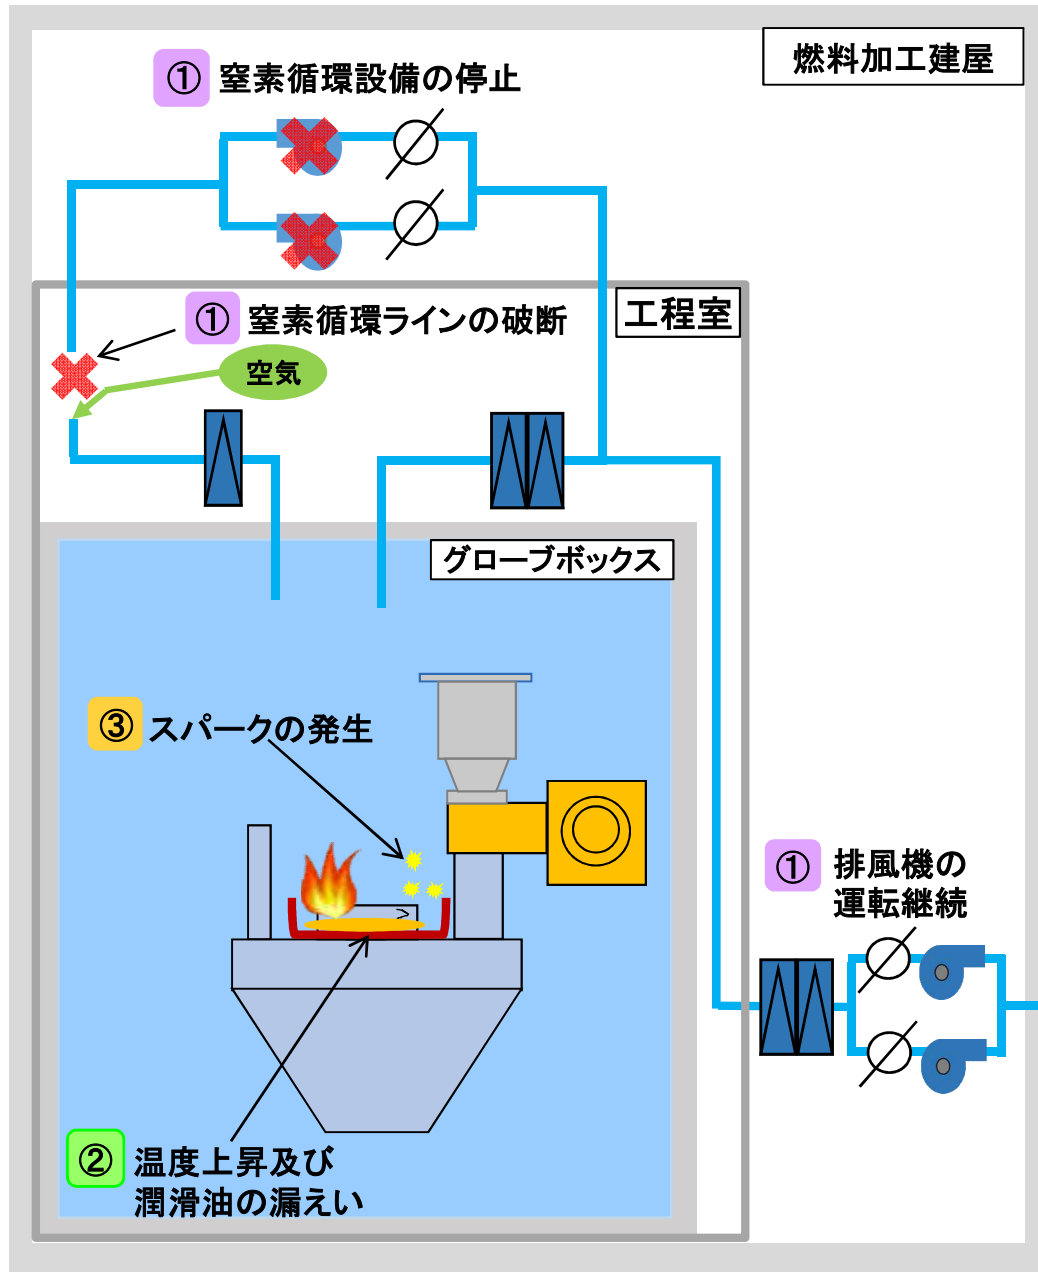 燃料加工建屋
① 窒素循環設備の停止
工程室
① 窒素循環ラインの破断
空気
グローブボックス
③ スパークの発生
① 排風機の
運転継続
② 温度上昇及び
潤滑油の漏えい